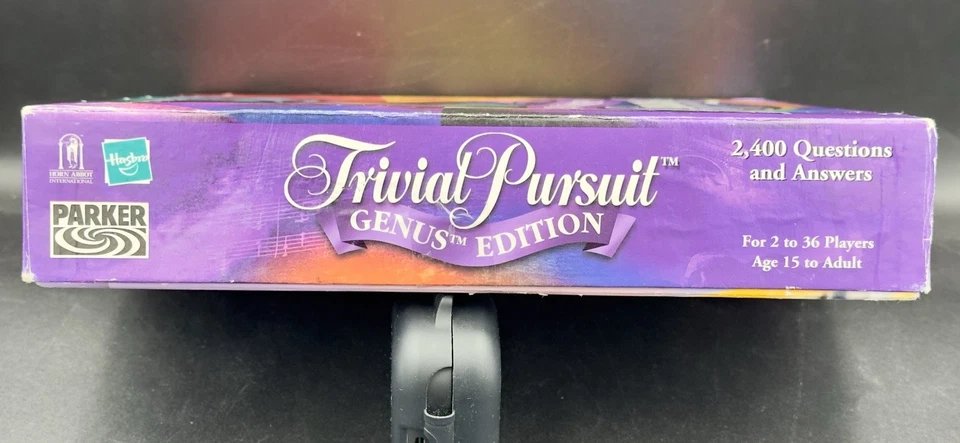 HORN ABBOT
INTERNATIONAL
Hasbro
PARKER
Trivial Pursuit™
GENUS™ EDITION
2,400 Questions
and Answers
For 2 to 36 Players
Age 15 to Adult